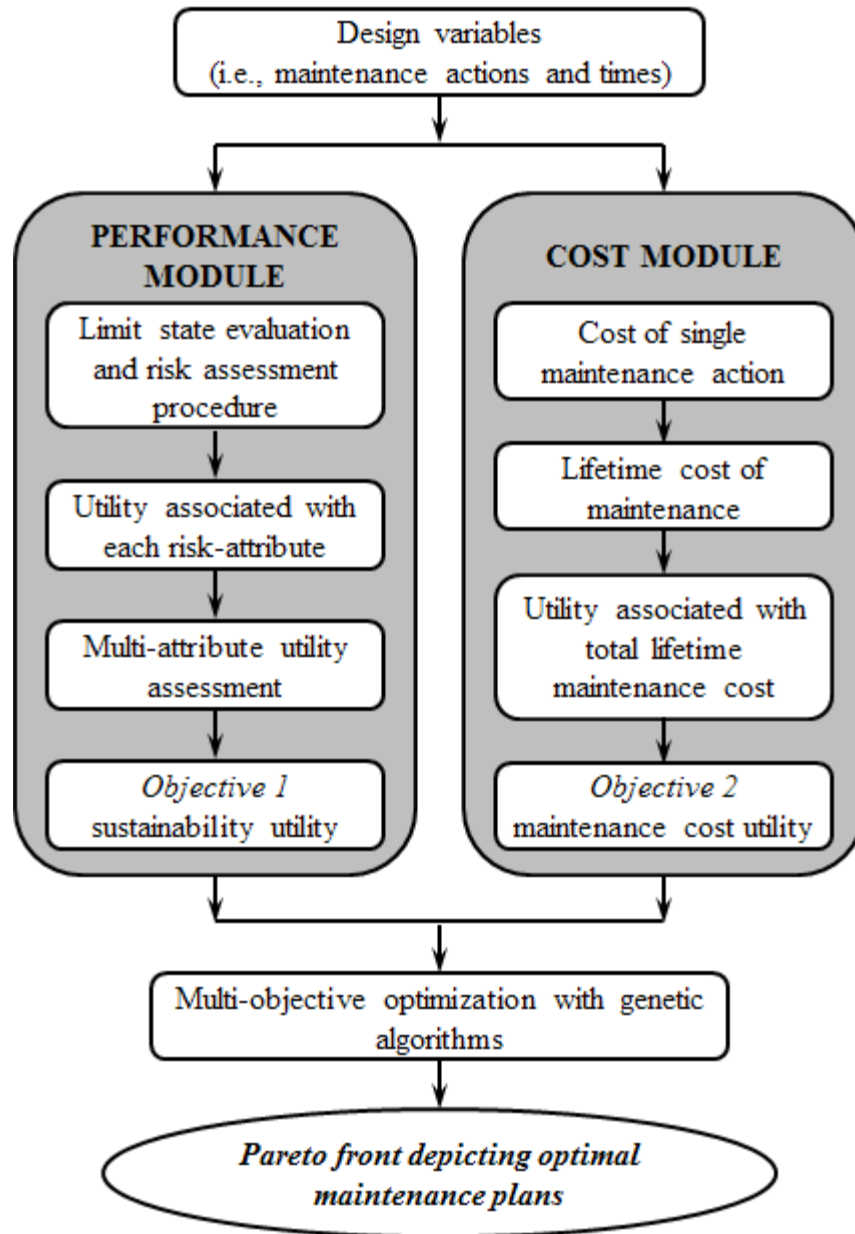 Design variables
(i.e., maintenance actions and times)
PERFORMANCE
MODULE
Limit state evaluation
and risk assessment
procedure
Utility associated with
each risk-attribute
Multi-attribute utility
assessment
Objective 1
sustainability utility
COST MODULE
Cost of single
maintenance action
Lifetime cost of
maintenance
Utility associated with
total lifetime
maintenance cost
Objective 2
maintenance cost utility
Multi-objective optimization with genetic
algorithms
Pareto front depicting optimal
maintenance plans